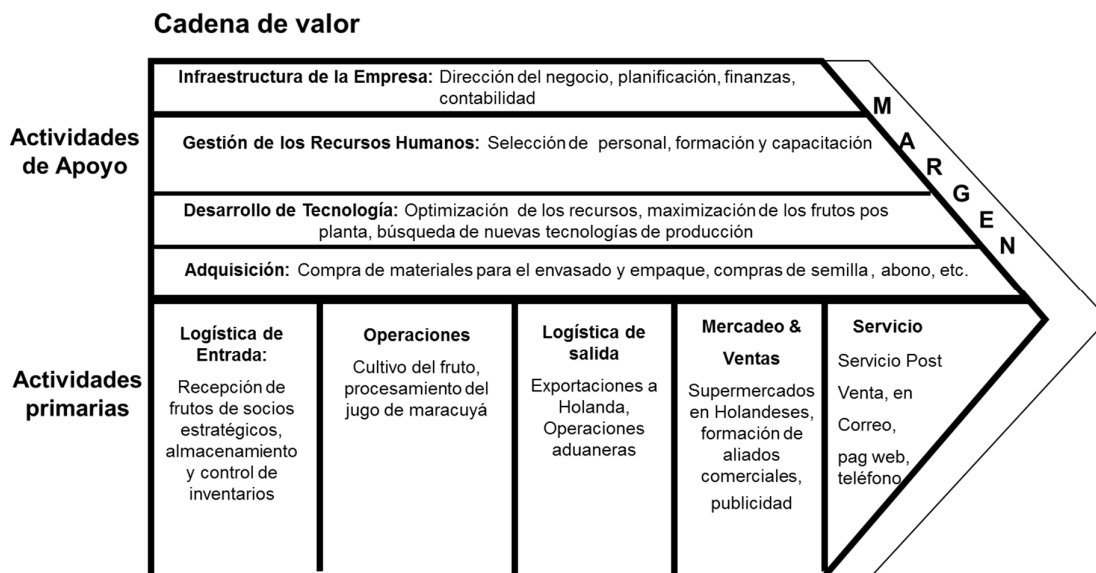 Cadena de valor
Infraestructura de la Empresa: Dirección del negocio, planificación, finanzas,
contabilidad
Actividades
de Apoyo
Gestión de los Recursos Humanos: Selección de personal, formación y capacitación
Desarrollo de Tecnología: Optimización de los recursos, maximización de los frutos pos
planta, búsqueda de nuevas tecnologías de producción
Adquisición: Compra de materiales para el envasado y empaque, compras de semilla , abono, etc.
MARGEN
Actividades
primarias
Logística de
Entrada:
Recepción de
frutos de socios
estratégicos,
almacenamiento
y control de
inventarios
Operaciones
Cultivo del fruto,
procesamiento del
jugo de maracuyá
Logística de
salida
Exportaciones a
Holanda,
Operaciones
aduaneras
Mercadeo &
Ventas
Supermercados
en Holandeses,
formación de
aliados
comerciales,
publicidad
Servicio
Servicio Post
Venta, en
Correo,
pag web,
teléfono